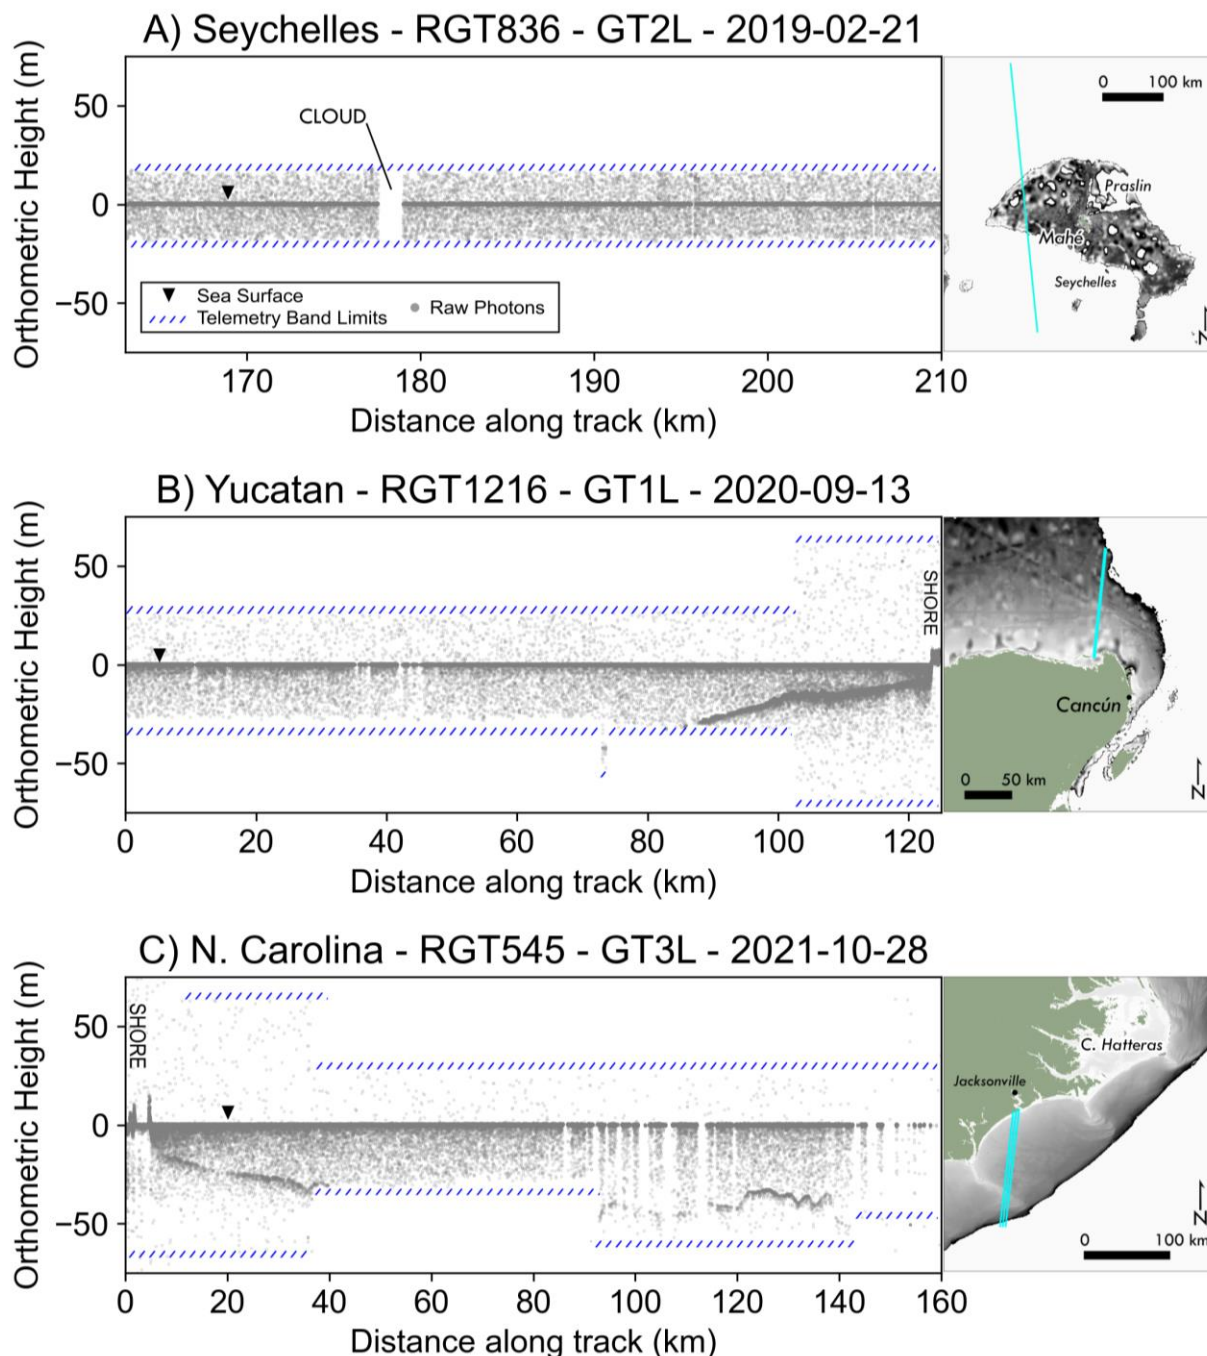 A) Seychelles - RGT836 - GT2L - 2019-02-21
Orthometric Height (m)
50
0
−50
CLOUD
Sea Surface
Telemetry Band Limits
Raw Photons
170 180 190 200 210
Distance along track (km)
0 100 km
Praslin
Mahé
Seychelles
N
B) Yucatan - RGT1216 - GT1L - 2020-09-13
Orthometric Height (m)
50
0
−50
SHORE
0 20 40 60 80 100 120
Distance along track (km)
Cancún
0 50 km
N
C) N. Carolina - RGT545 - GT3L - 2021-10-28
Orthometric Height (m)
50
0
−50
SHORE
0 20 40 60 80 100 120 140 160
Distance along track (km)
C. Hatteras
Jacksonville
N
0 100 km